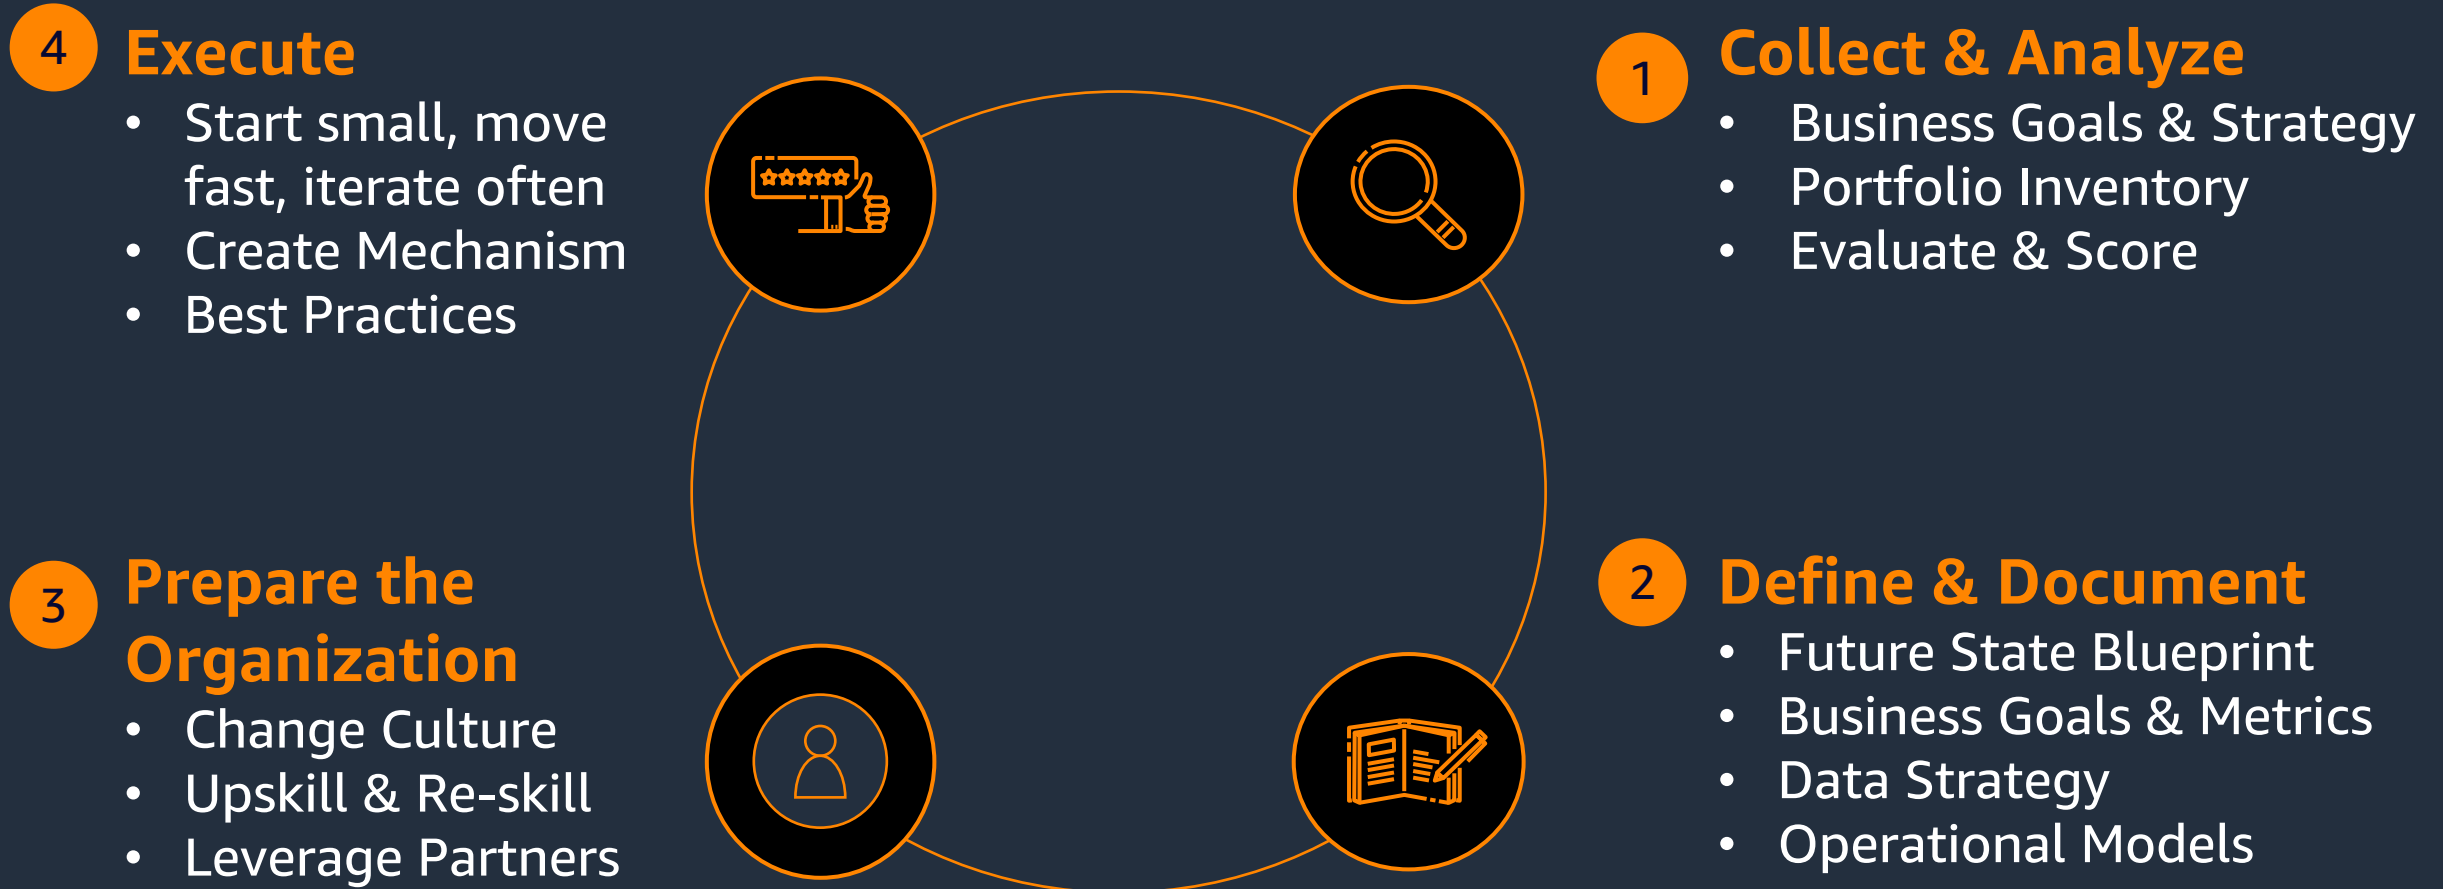 4
Execute
• Start small, move
fast, iterate often
• Create Mechanism
• Best Practices
1
Collect & Analyze
• Business Goals & Strategy
• Portfolio Inventory
• Evaluate & Score
3
Prepare the
Organization
• Change Culture
• Upskill & Re-skill
• Leverage Partners
2
Define & Document
• Future State Blueprint
• Business Goals & Metrics
• Data Strategy
• Operational Models